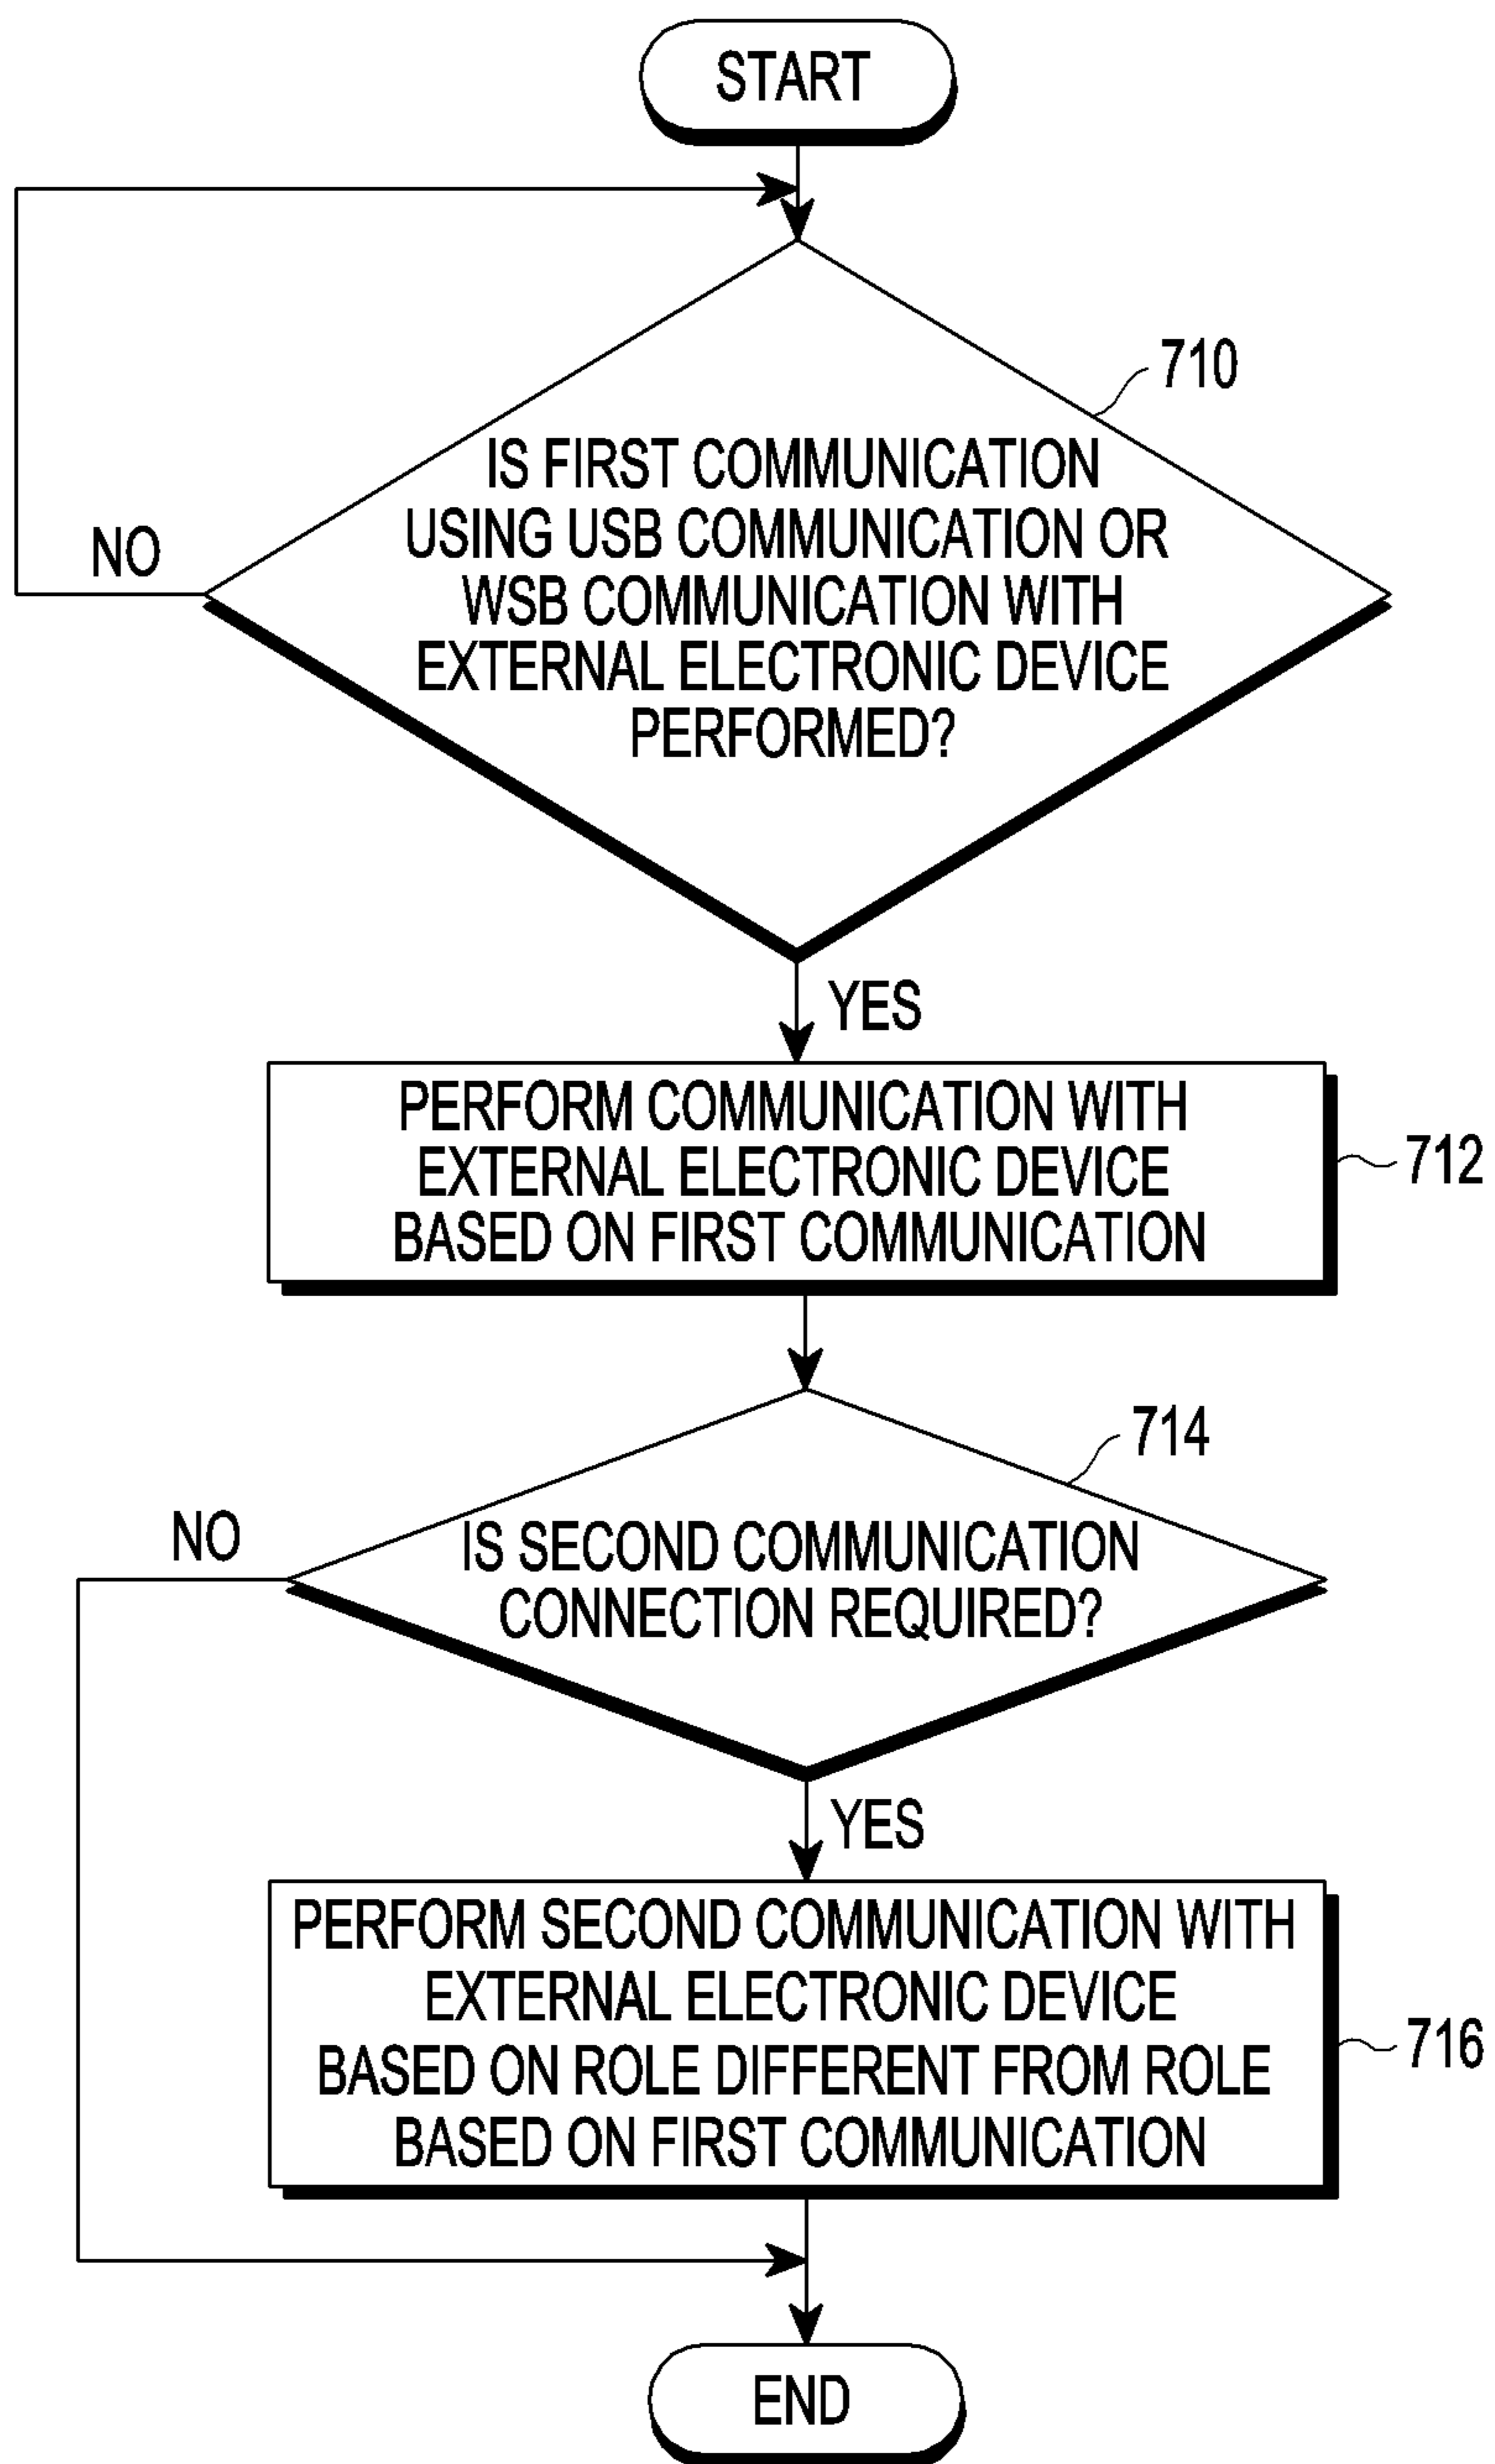 START
710
IS FIRST COMMUNICATION
USING USB COMMUNICATION OR
WSB COMMUNICATION WITH
EXTERNAL ELECTRONIC DEVICE
PERFORMED?
NO
YES
PERFORM COMMUNICATION WITH
EXTERNAL ELECTRONIC DEVICE
BASED ON FIRST COMMUNICATION
712
714
IS SECOND COMMUNICATION
CONNECTION REQUIRED?
NO
YES
PERFORM SECOND COMMUNICATION WITH
EXTERNAL ELECTRONIC DEVICE
BASED ON ROLE DIFFERENT FROM ROLE
BASED ON FIRST COMMUNICATION
716
END